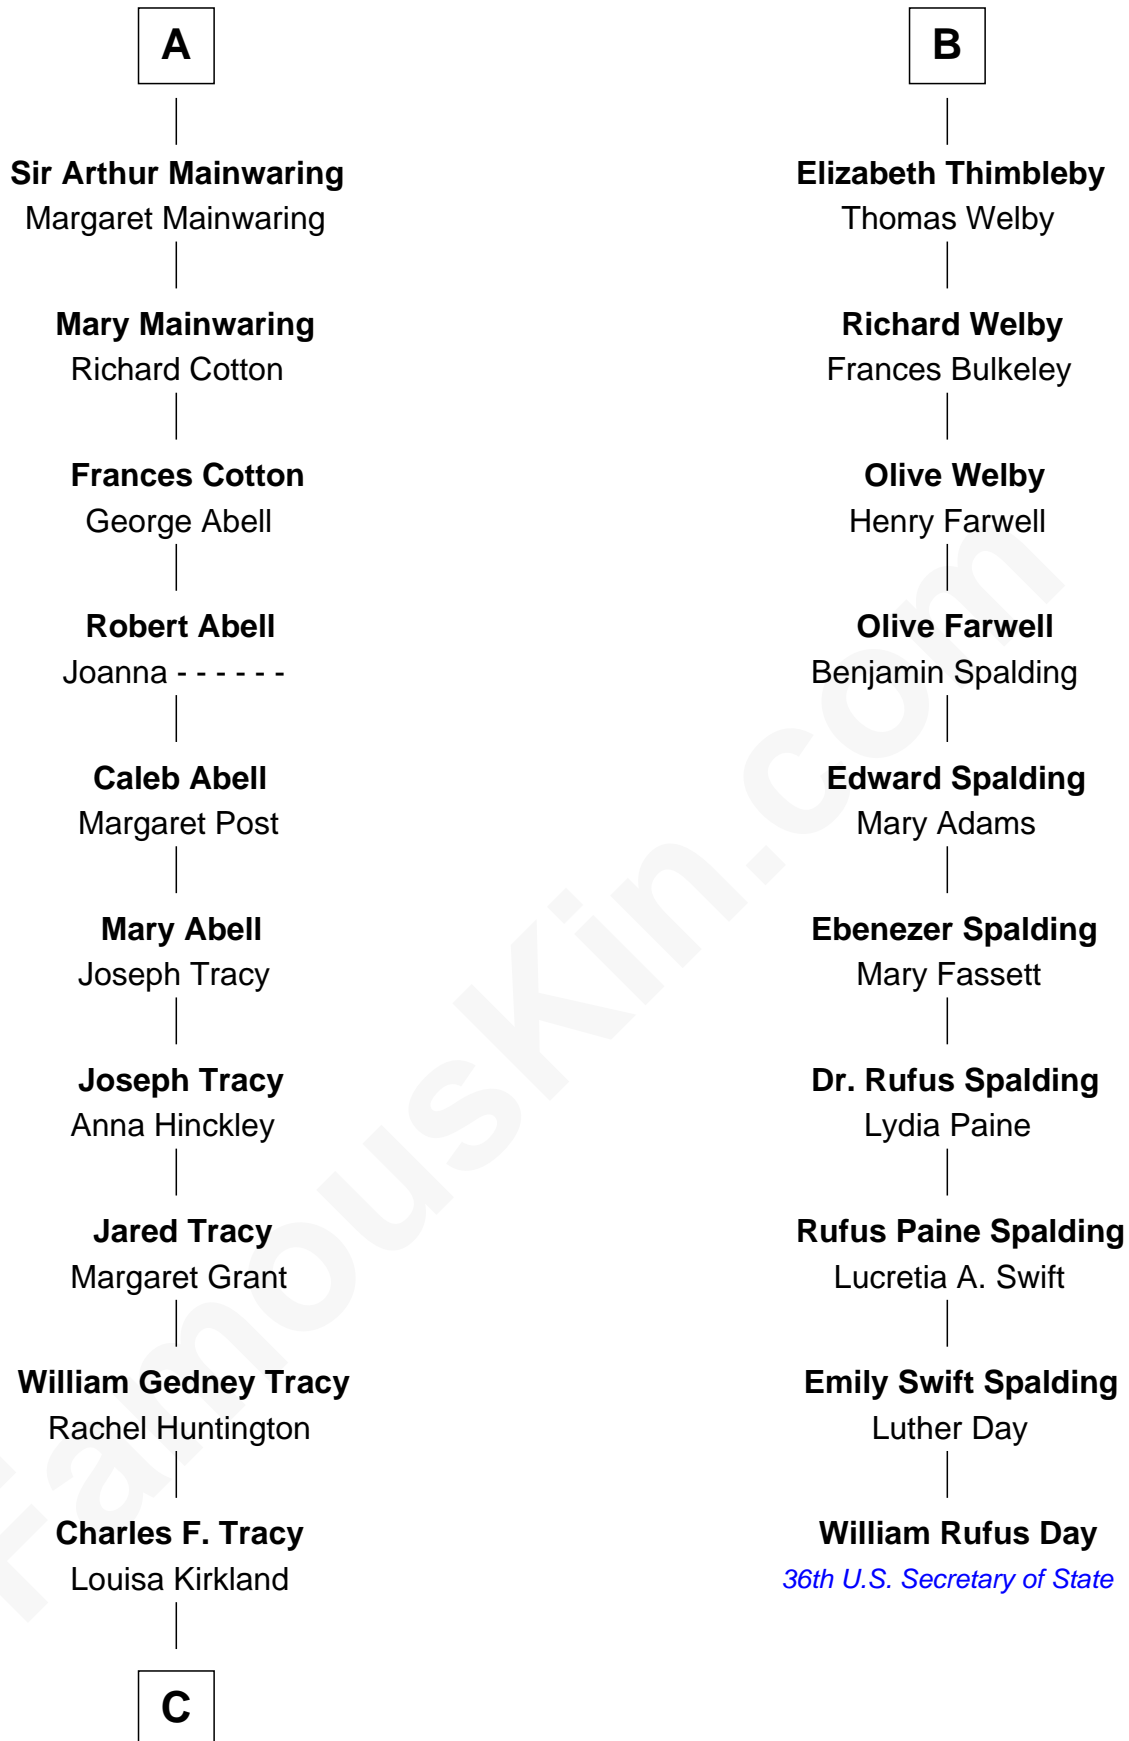 A
Sir Arthur Mainwaring
Margaret Mainwaring
Mary Mainwaring
Richard Cotton
Frances Cotton
George Abell
Robert Abell
Joanna - - - - - -
Caleb Abell
Margaret Post
Mary Abell
Joseph Tracy
Joseph Tracy
Anna Hinckley
Jared Tracy
Margaret Grant
William Gedney Tracy
Rachel Huntington
Charles F. Tracy
Louisa Kirkland
C
B
Elizabeth Thimbleby
Thomas Welby
Richard Welby
Frances Bulkeley
Olive Welby
Henry Farwell
Olive Farwell
Benjamin Spalding
Edward Spalding
Mary Adams
Ebenezer Spalding
Mary Fassett
Dr. Rufus Spalding
Lydia Paine
Rufus Paine Spalding
Lucretia A. Swift
Emily Swift Spalding
Luther Day
William Rufus Day
36th U.S. Secretary of State
FamousKin.com